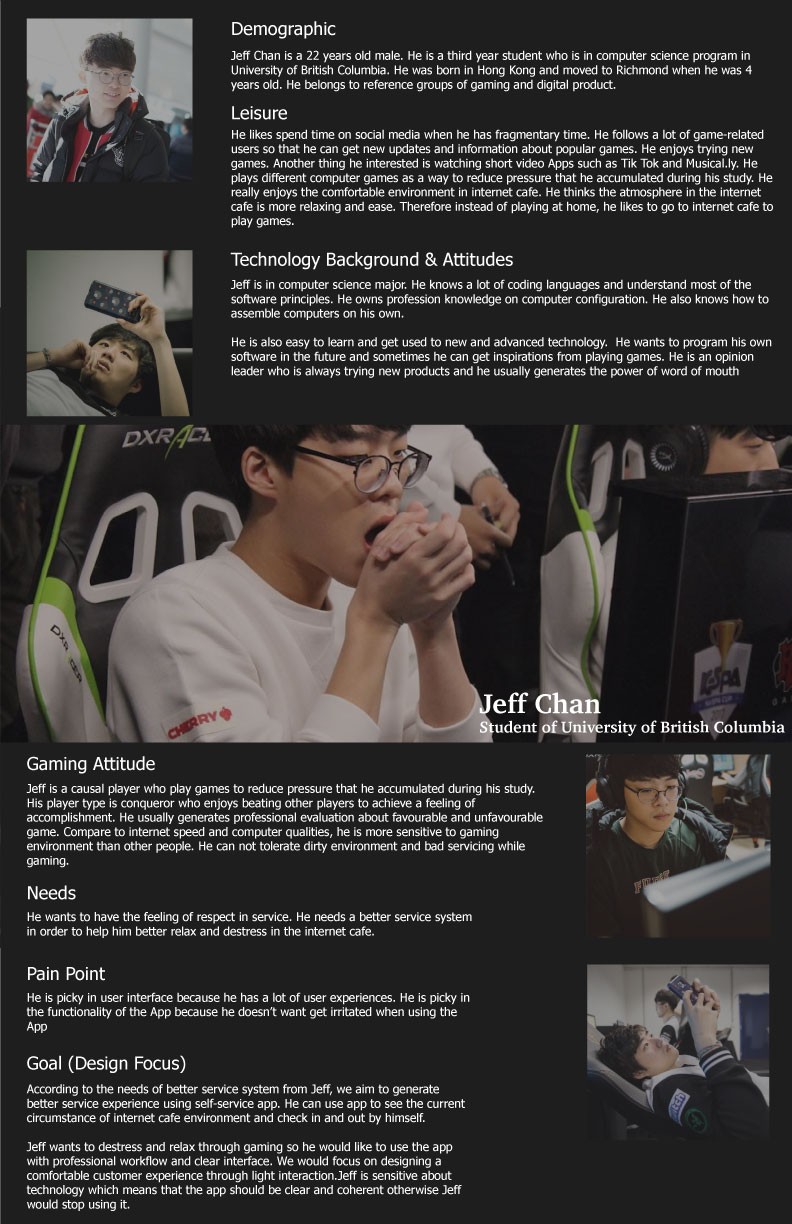 Demographic
Jeff Chan is a 22 years old male. He is a third year student who is in computer science program in
University of British Columbia. He was born in Hong Kong and moved to Richmond when he was 4
years old. He belongs to reference groups of gaming and digital product.
Leisure
He likes spend time on social media when he has fragmentary time. He follows a lot of game-related
users so that he can get new updates and information about popular games. He enjoys trying new
games. Another thing he interested is watching short video Apps such as Tik Tok and Musical.ly. He
plays different computer games as a way to reduce pressure that he accumulated during his study. He
really enjoys the comfortable environment in internet cafe. He thinks the atmosphere in the internet
cafe is more relaxing and ease. Therefore instead of playing at home, he likes to go to internet cafe to
play games.
Technology Background & Attitudes
Jeff is in computer science major. He knows a lot of coding languages and understand most of the
software principles. He owns profession knowledge on computer configuration. He also knows how to
assemble computers on his own.
He is also easy to learn and get used to new and advanced technology.  He wants to program his own
software in the future and sometimes he can get inspirations from playing games. He is an opinion
leader who is always trying new products and he usually generates the power of word of mouth
DXRACE
DXRACER
CHERRY
KeSPA
Jeff Chan
Student of University of British Columbia
Gaming Attitude
Jeff is a causal player who play games to reduce pressure that he accumulated during his study.
His player type is conqueror who enjoys beating other players to achieve a feeling of
accomplishment. He usually generates professional evaluation about favourable and unfavourable
game. Compare to internet speed and computer qualities, he is more sensitive to gaming
environment than other people. He can not tolerate dirty environment and bad servicing while
gaming.
Needs
He wants to have the feeling of respect in service. He needs a better service system
in order to help him better relax and destress in the internet cafe.
Pain Point
He is picky in user interface because he has a lot of user experiences. He is picky in
the functionality of the App because he doesn’t want get irritated when using the
App
Goal (Design Focus)
According to the needs of better service system from Jeff, we aim to generate
better service experience using self-service app. He can use app to see the current
circumstance of internet cafe environment and check in and out by himself.
Jeff wants to destress and relax through gaming so he would like to use the app
with professional workflow and clear interface. We would focus on designing a
comfortable customer experience through light interaction.Jeff is sensitive about
technology which means that the app should be clear and coherent otherwise Jeff
would stop using it.